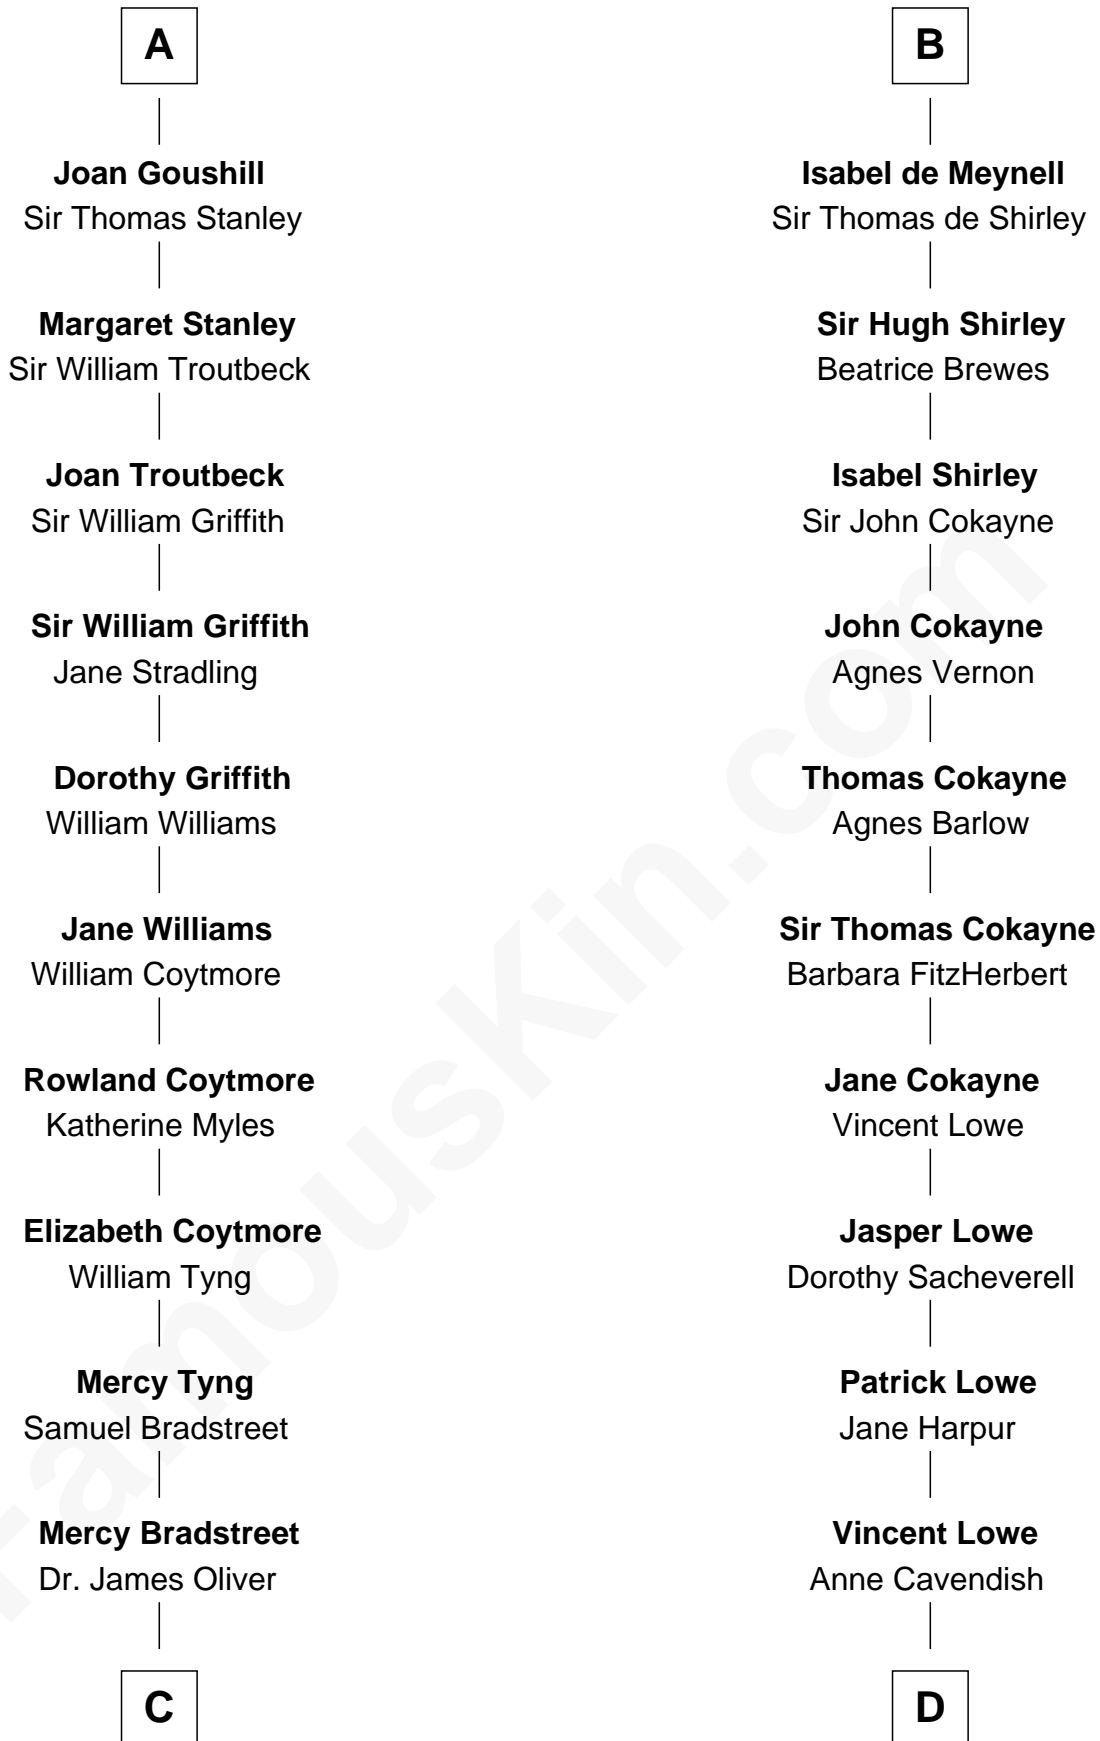 A
Joan Goushill
Sir Thomas Stanley
Margaret Stanley
Sir William Troutbeck
Joan Troutbeck
Sir William Griffith
Sir William Griffith
Jane Stradling
Dorothy Griffith
William Williams
Jane Williams
William Coytmore
Rowland Coytmore
Katherine Myles
Elizabeth Coytmore
William Tyng
Mercy Tyng
Samuel Bradstreet
Mercy Bradstreet
Dr. James Oliver
C
B
Isabel de Meynell
Sir Thomas de Shirley
Sir Hugh Shirley
Beatrice Brewes
Isabel Shirley
Sir John Cokayne
John Cokayne
Agnes Vernon
Thomas Cokayne
Agnes Barlow
Sir Thomas Cokayne
Barbara FitzHerbert
Jane Cokayne
Vincent Lowe
Jasper Lowe
Dorothy Sacheverell
Patrick Lowe
Jane Harpur
Vincent Lowe
Anne Cavendish
D
FamousKin.com